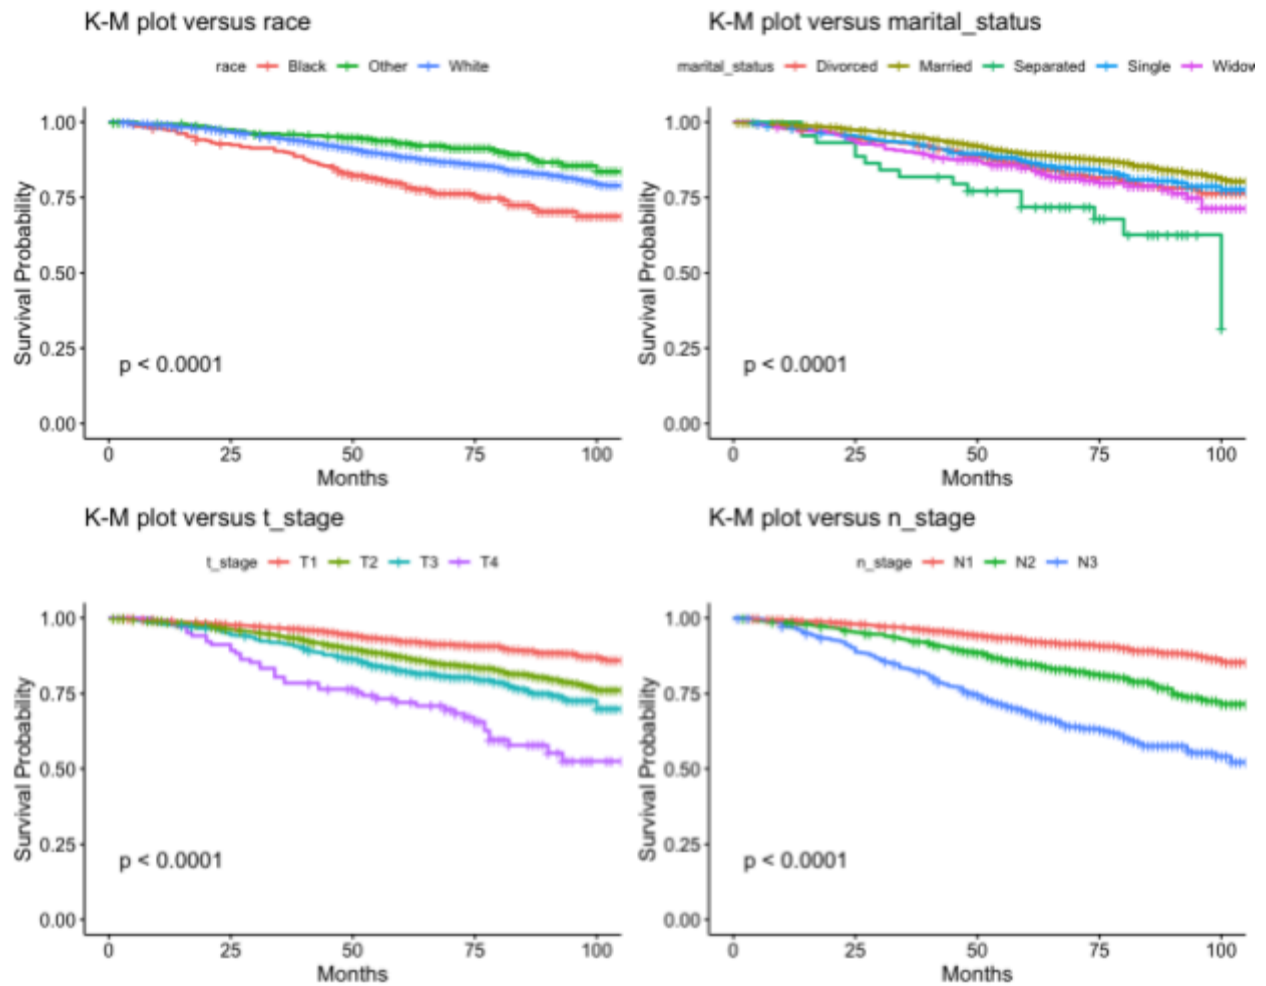 K-M plot versus race
race Black Other White
1.00
0.75
0.50
0.25
0.00
Survival Probability
p < 0.0001
0 25 50 75 100
Months
K-M plot versus marital_status
marital_status Divorced Married Separated Single Widow
1.00
0.75
0.50
0.25
0.00
Survival Probability
p < 0.0001
0 25 50 75 100
Months
K-M plot versus t_stage
t_stage T1 T2 T3 T4
1.00
0.75
0.50
0.25
0.00
Survival Probability
p < 0.0001
0 25 50 75 100
Months
K-M plot versus n_stage
n_stage N1 N2 N3
1.00
0.75
0.50
0.25
0.00
Survival Probability
p < 0.0001
0 25 50 75 100
Months